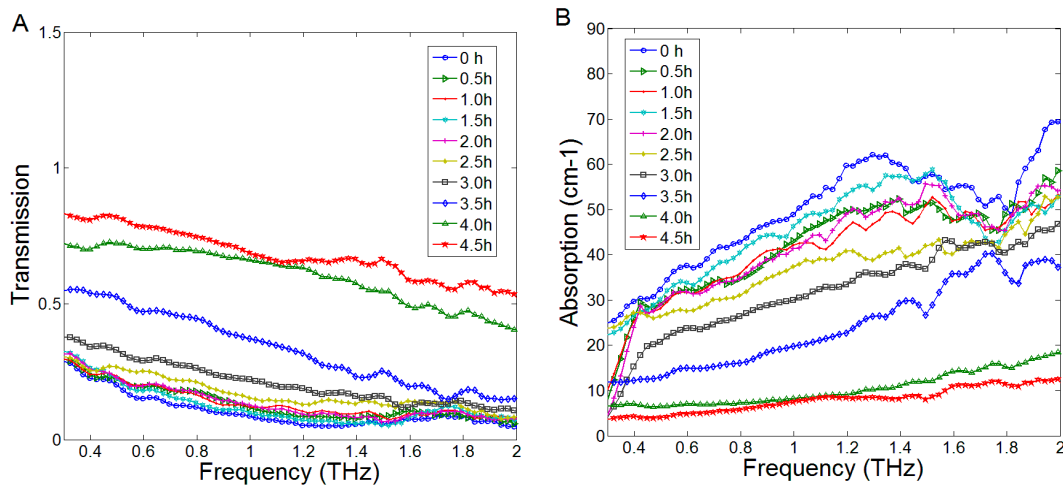 A
Transmission
1.5
1
0.5
0
0.4
0.6
0.8
1
1.2
1.4
1.6
1.8
2
Frequency (THz)
0 h
0.5h
1.0h
1.5h
2.0h
2.5h
3.0h
3.5h
4.0h
4.5h
B
Absorption (cm-1)
90
80
70
60
50
40
30
20
10
0
0.4
0.6
0.8
1
1.2
1.4
1.6
1.8
2
Frequency (THz)
0 h
0.5h
1.0h
1.5h
2.0h
2.5h
3.0h
3.5h
4.0h
4.5h